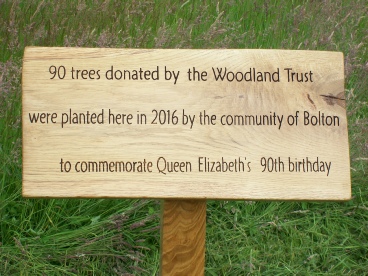 90 trees donated by the Woodland Trust
were planted here in 2016 by the community of Bolton
to commemorate Queen Elizabeth's 90th birthday